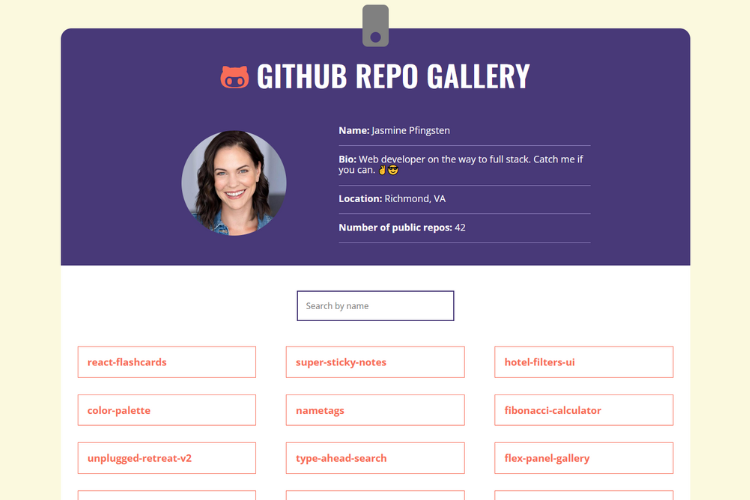 GITHUB REPO GALLERY
Name: Jasmine Pfingsten
Bio: Web developer on the way to full stack. Catch me if
you can. ✌😎
Location: Richmond, VA
Number of public repos: 42
Search by name
react-flashcards
super-sticky-notes
hotel-filters-ui
color-palette
nametags
fibonacci-calculator
unplugged-retreat-v2
type-ahead-search
flex-panel-gallery